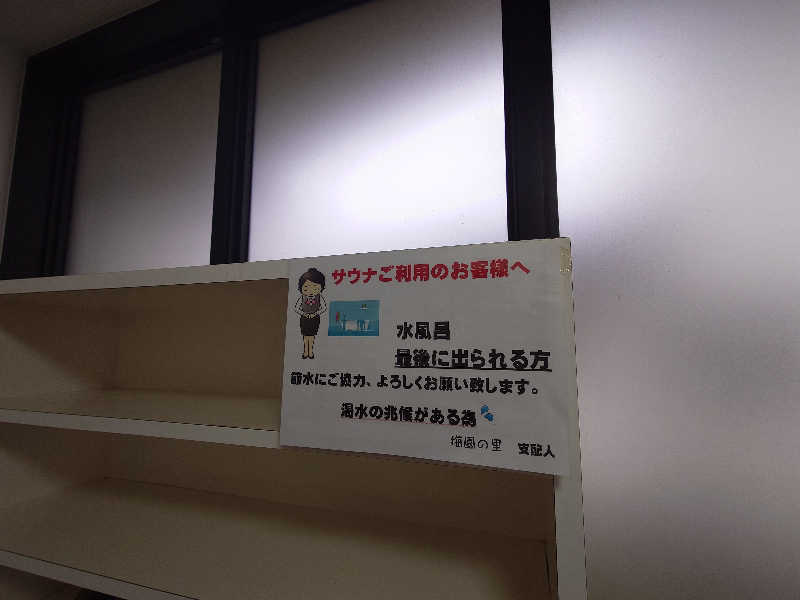 サウナご利用のお客様へ
水風呂
最後に出られる方
節水にご協力、よろしくお願い致します。
渇水の兆候がある為
の里 支配人